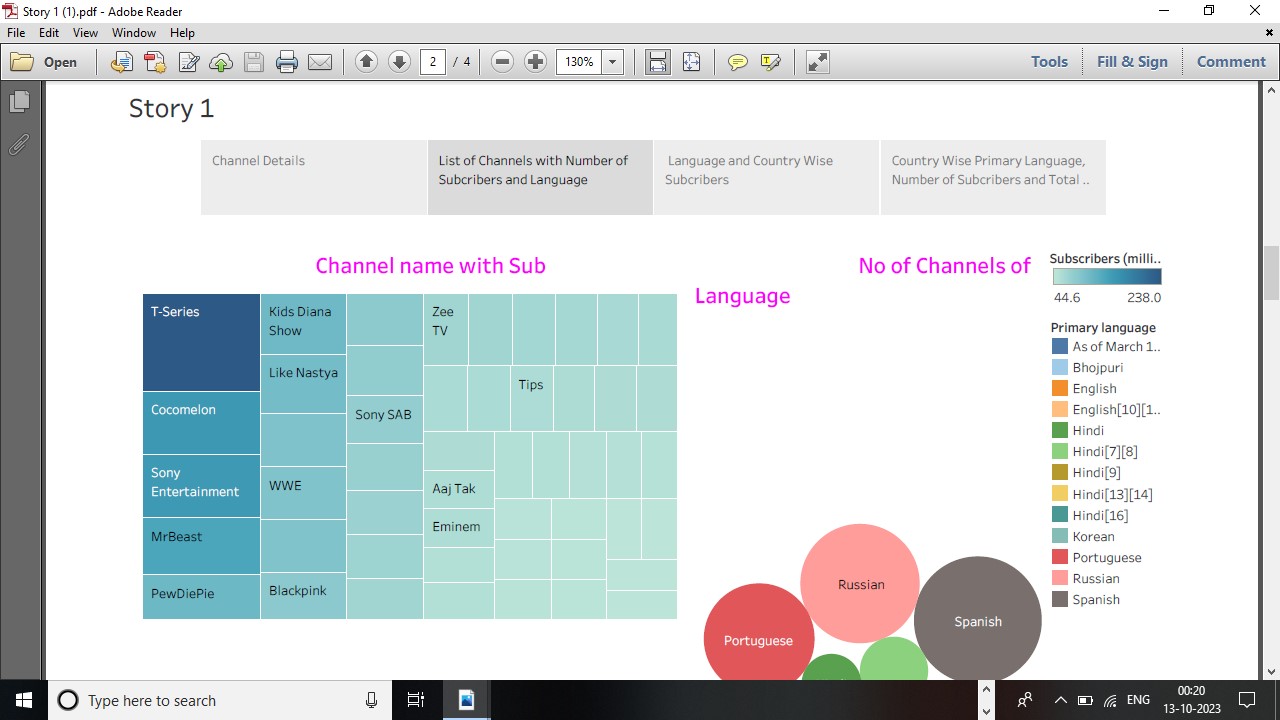 Story 1 (1).pdf - Adobe Reader
File Edit View Window Help
Open
2 / 4
130%
Tools
Fill & Sign
Comment
Story 1
Channel Details
List of Channels with Number of
Subcribers and Language
Language and Country Wise
Subcribers
Country Wise Primary Language,
Number of Subcribers and Total ..
Channel name with Sub
T-Series
Cocomelon
Sony
Entertainment
MrBeast
PewDiePie
Kids Diana
Show
Like Nastya
WWE
Blackpink
Sony SAB
Zee
TV
Tips
Aaj Tak
Eminem
No of Channels of
Language
Russian
Spanish
Portuguese
Subscribers (milli..
44.6 238.0
Primary language
As of March 1..
Bhojpuri
English
English[10][1..
Hindi
Hindi[7][8]
Hindi[9]
Hindi[13][14]
Hindi[16]
Korean
Portuguese
Russian
Spanish
Type here to search
ENG
00:20
13-10-2023